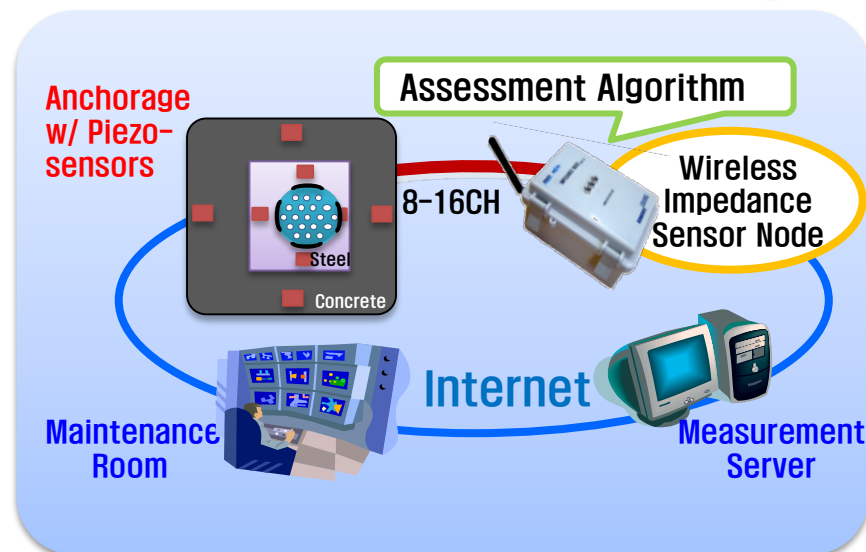 Assessment Algorithm
Anchorage
w/ Piezo-
sensors
Wireless
Impedance
Sensor Node
8-16CH
Steel
Concrete
Internet
Maintenance
Room
Measurement
Server